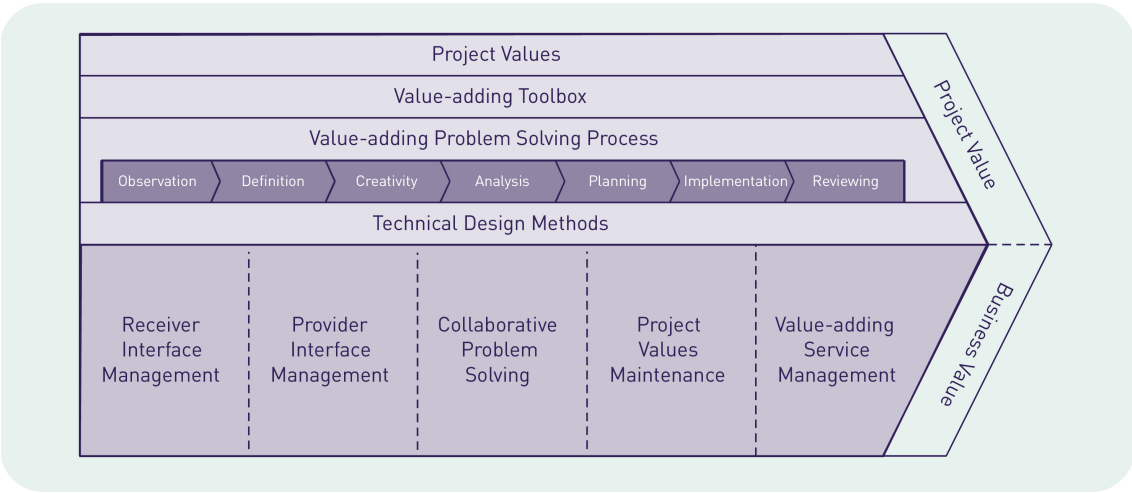 Project Values
Value-adding Toolbox
Value-adding Problem Solving Process
Observation
Definition
Creativity
Analysis
Planning
Implementation
Reviewing
Technical Design Methods
Receiver
Interface
Management
Provider
Interface
Management
Collaborative
Problem
Solving
Project
Values
Maintenance
Value-adding
Service
Management
Project Value
Business Value